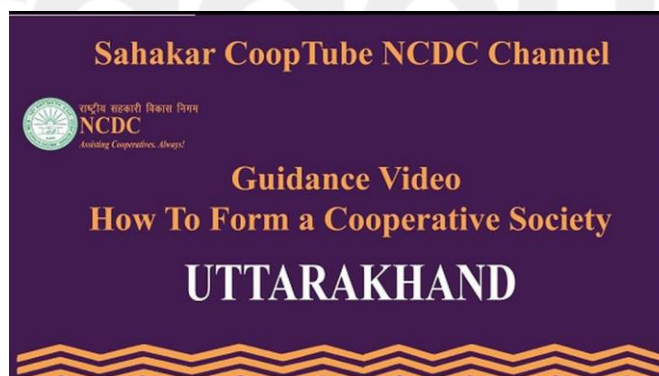 Sahakar CoopTube NCDC Channel
राष्ट्रीय सहकारी विकास निगम
NCDC
Assisting Cooperatives. Always!
Guidance Video
How To Form a Cooperative Society
UTTARAKHAND